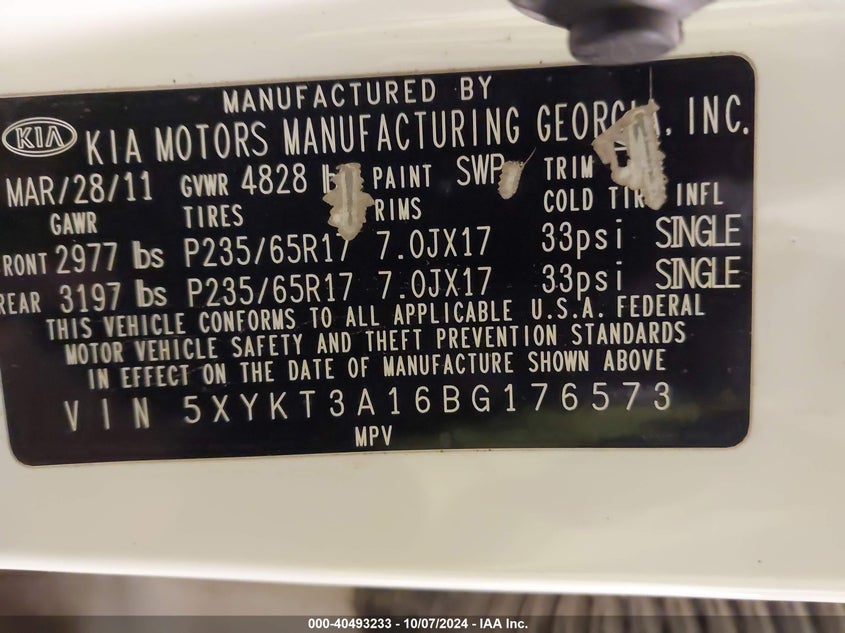 MANUFACTURED BY
KIA KIA MOTORS MANUFACTURING GEORGIA, INC.
MAR/28/11 GVWR 4828 PAINT SWP TRIM
GAWR TIRES RIMS COLD TIRE INFL
FRONT 2977 lbs P235/65R17 7.0JX17 33psi SINGLE
REAR 3197 lbs P235/65R17 7.0JX17 33psi SINGLE
THIS VEHICLE CONFORMS TO ALL APPLICABLE U.S.A. FEDERAL
MOTOR VEHICLE SAFETY AND THEFT PREVENTION STANDARDS
IN EFFECT ON THE DATE OF MANUFACTURE SHOWN ABOVE
VIN 5XYKT3A16BG176573
MPV
000-40493233 - 10/07/2024 - IAA Inc.